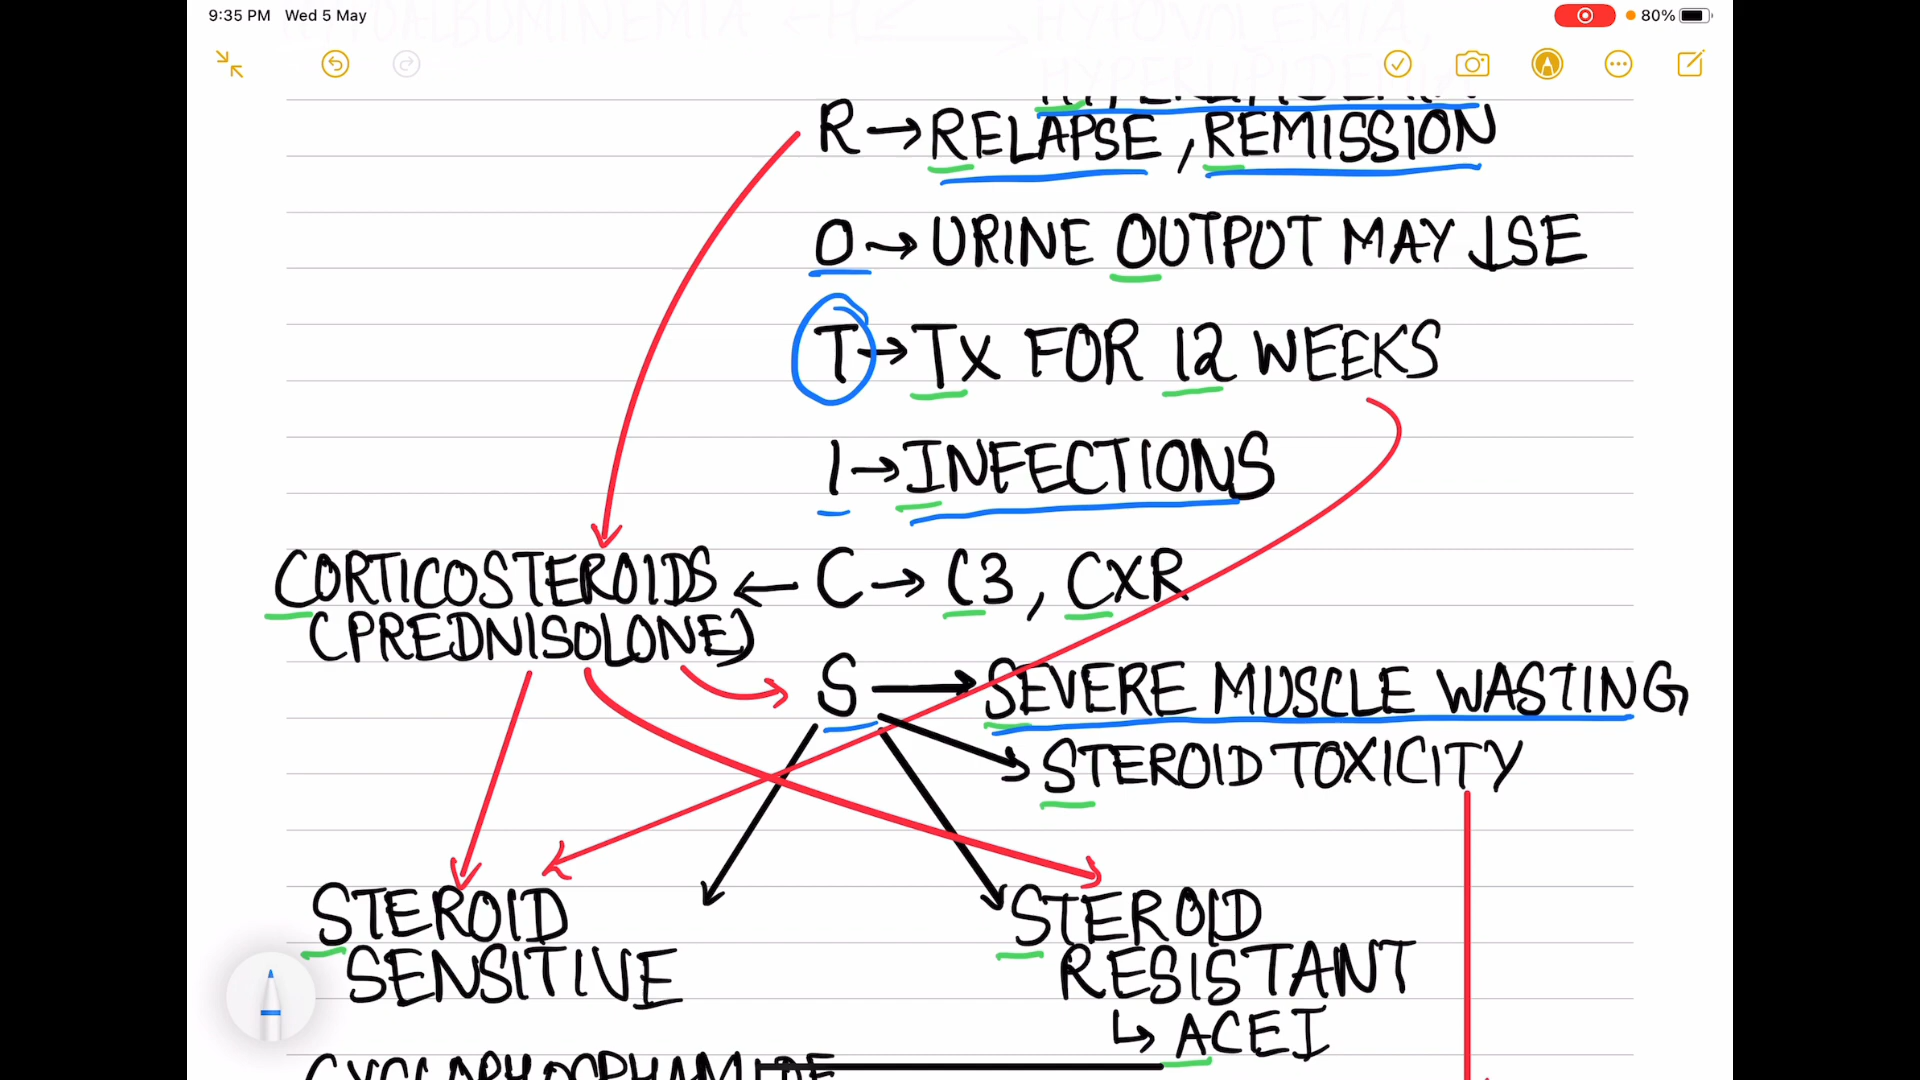 9:35 PM Wed 5 May
80%
R → RELAPSE, REMISSION
O → URINE OUTPUT MAY ↓SE
T → Tx FOR 12 WEEKS
I → INFECTIONS
CORTICOSTEROIDS ← C → C3, CXR
(PREDNISOLONE)
S → SEVERE MUSCLE WASTING
STEROID TOXICITY
STEROID
SENSITIVE
STEROID
RESISTANT
↳ ACEI
CYCLOPHOSPHAMIDE